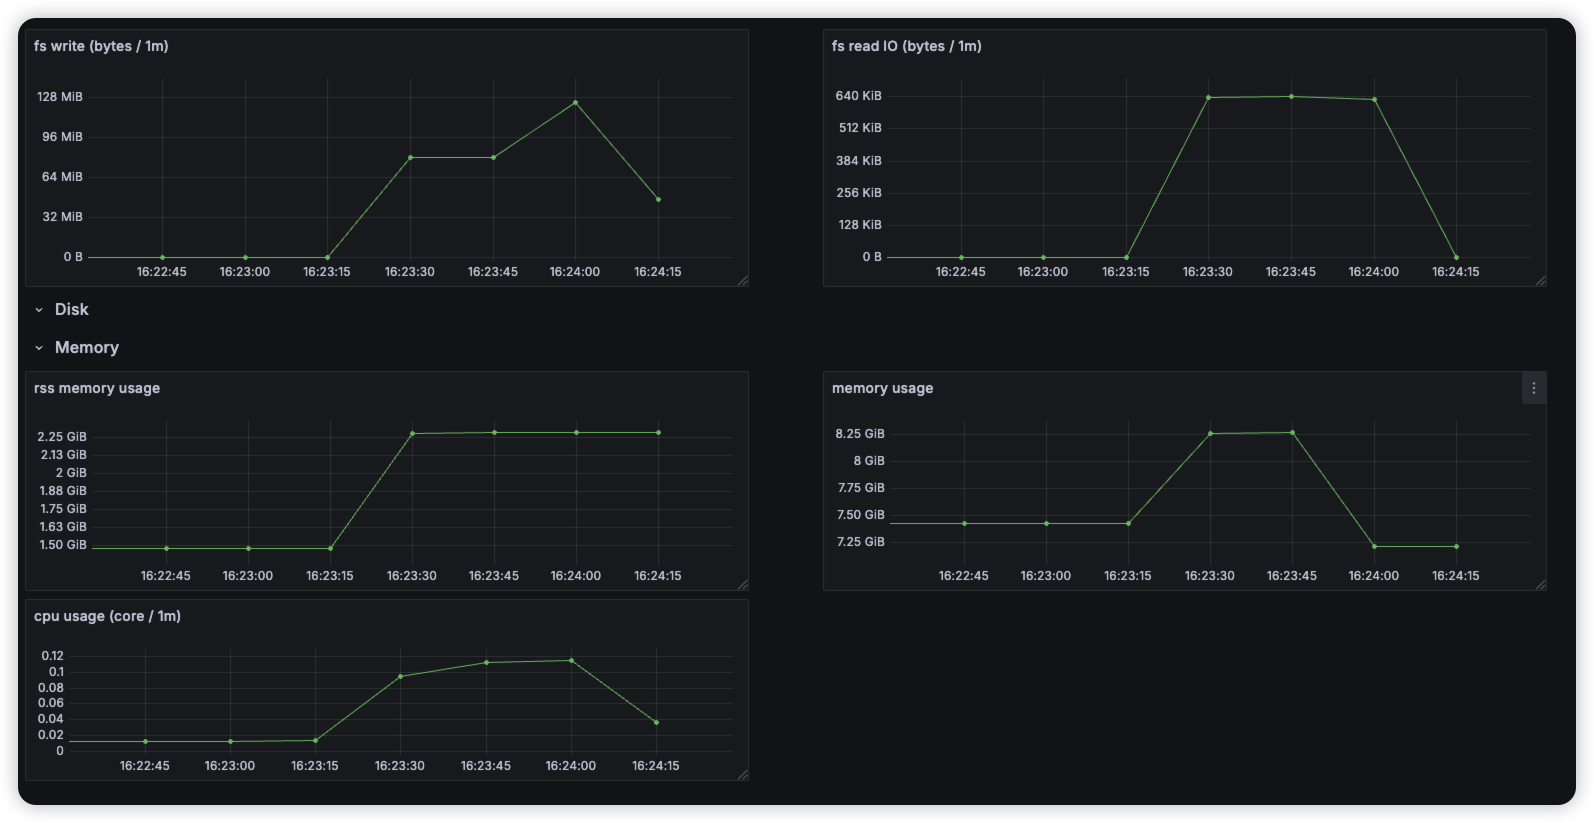 fs write (bytes / 1m)
128 MiB
96 MiB
64 MiB
32 MiB
0 B
16:22:45 16:23:00 16:23:15 16:23:30 16:23:45 16:24:00 16:24:15
fs read IO (bytes / 1m)
640 KiB
512 KiB
384 KiB
256 KiB
128 KiB
0 B
16:22:45 16:23:00 16:23:15 16:23:30 16:23:45 16:24:00 16:24:15
Disk
Memory
rss memory usage
2.25 GiB
2.13 GiB
2 GiB
1.88 GiB
1.75 GiB
1.63 GiB
1.50 GiB
16:22:45 16:23:00 16:23:15 16:23:30 16:23:45 16:24:00 16:24:15
memory usage
8.25 GiB
8 GiB
7.75 GiB
7.50 GiB
7.25 GiB
16:22:45 16:23:00 16:23:15 16:23:30 16:23:45 16:24:00 16:24:15
cpu usage (core / 1m)
0.12
0.1
0.08
0.06
0.04
0.02
0
16:22:45 16:23:00 16:23:15 16:23:30 16:23:45 16:24:00 16:24:15